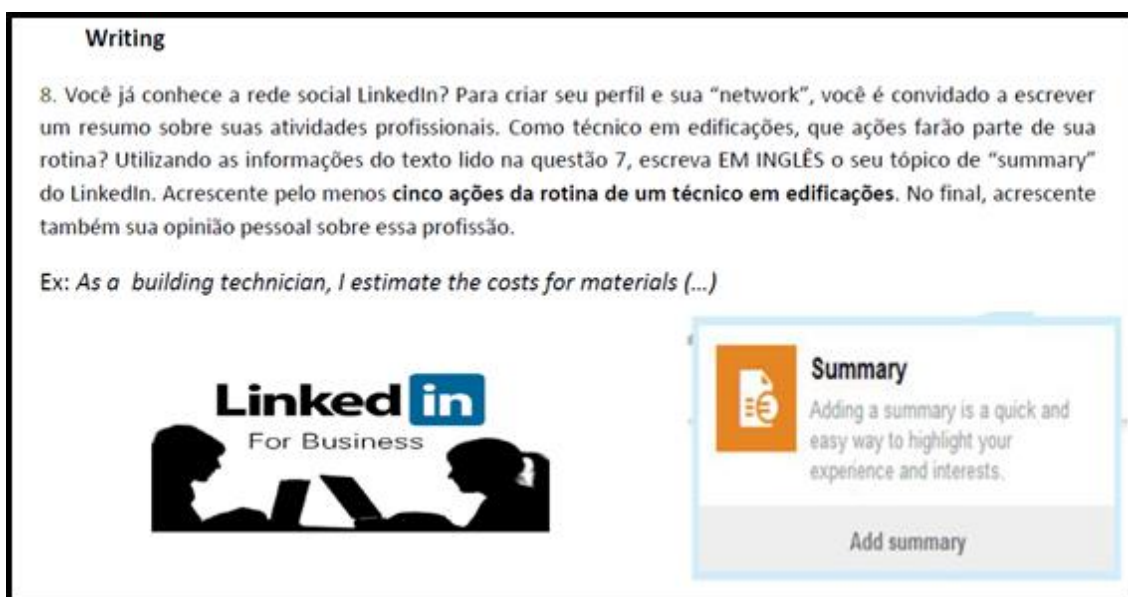 Writing
8. Você já conhece a rede social LinkedIn? Para criar seu perfil e sua “network”, você é convidado a escrever
um resumo sobre suas atividades profissionais. Como técnico em edificações, que ações farão parte de sua
rotina? Utilizando as informações do texto lido na questão 7, escreva EM INGLÊS o seu tópico de “summary”
do LinkedIn. Acrescente pelo menos cinco ações da rotina de um técnico em edificações. No final, acrescente
também sua opinião pessoal sobre essa profissão.
Ex: As a building technician, I estimate the costs for materials (...)
Linked in
For Business
Summary
Adding a summary is a quick and
easy way to highlight your
experience and interests.
Add summary